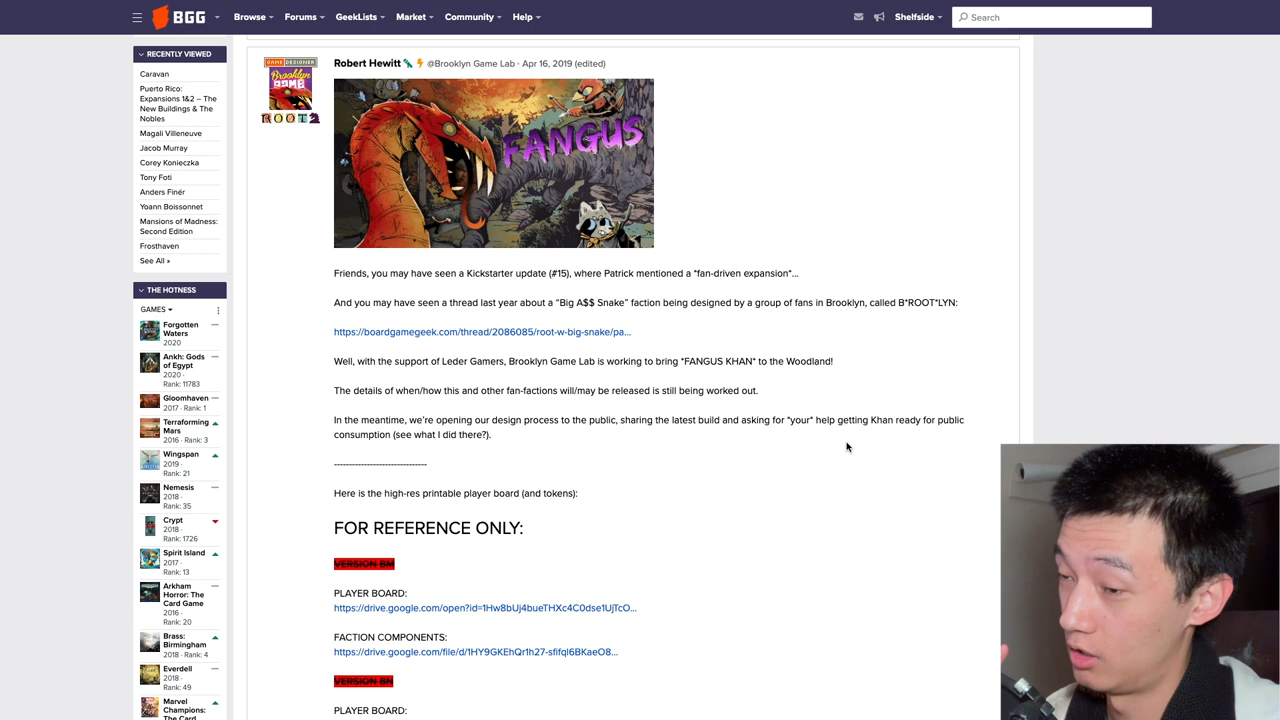 BGG
Browse
Forums
GeekLists
Market
Community
Help
Shelfside
Search
RECENTLY VIEWED
Caravan
Puerto Rico:
Expansions 1&2 – The
New Buildings & The
Nobles
Magali Villeneuve
Jacob Murray
Corey Konieczka
Tony Foti
Anders Finér
Yoann Boissonnet
Mansions of Madness:
Second Edition
Frosthaven
See All »
THE HOTNESS
GAMES
Forgotten
Waters
2020
Ankh: Gods
of Egypt
2020 ·
Rank: 11783
Gloomhaven
2017 · Rank: 1
Terraforming
Mars
2016 · Rank: 3
Wingspan
2019 ·
Rank: 21
Nemesis
2018 ·
Rank: 35
Crypt
2018 ·
Rank: 1726
Spirit Island
2017 ·
Rank: 13
Arkham
Horror: The
Card Game
2016 ·
Rank: 20
Brass:
Birmingham
2018 · Rank: 4
Everdell
2018 ·
Rank: 49
Marvel
Champions:
The Card
GAME DESIGNER
Brooklyn
GAME
ROOT
Robert Hewitt @Brooklyn Game Lab · Apr 16, 2019 (edited)
FANGUS
Friends, you may have seen a Kickstarter update (#15), where Patrick mentioned a *fan-driven expansion*...
And you may have seen a thread last year about a "Big A$$ Snake" faction being designed by a group of fans in Brooklyn, called B*ROOT*LYN:
https://boardgamegeek.com/thread/2086085/root-w-big-snake/pa...
Well, with the support of Leder Gamers, Brooklyn Game Lab is working to bring *FANGUS KHAN* to the Woodland!
The details of when/how this and other fan-factions will/may be released is still being worked out.
In the meantime, we're opening our design process to the public, sharing the latest build and asking for *your* help getting Khan ready for public
consumption (see what I did there?).
-------------------------------
Here is the high-res printable player board (and tokens):
FOR REFERENCE ONLY:
VERSION BM
PLAYER BOARD:
https://drive.google.com/open?id=1Hw8bUj4bueTHXc4C0dse1UjTcO...
FACTION COMPONENTS:
https://drive.google.com/file/d/1HY9GKEhQr1h27-sfifql6BKaeO8...
VERSION BN
PLAYER BOARD: